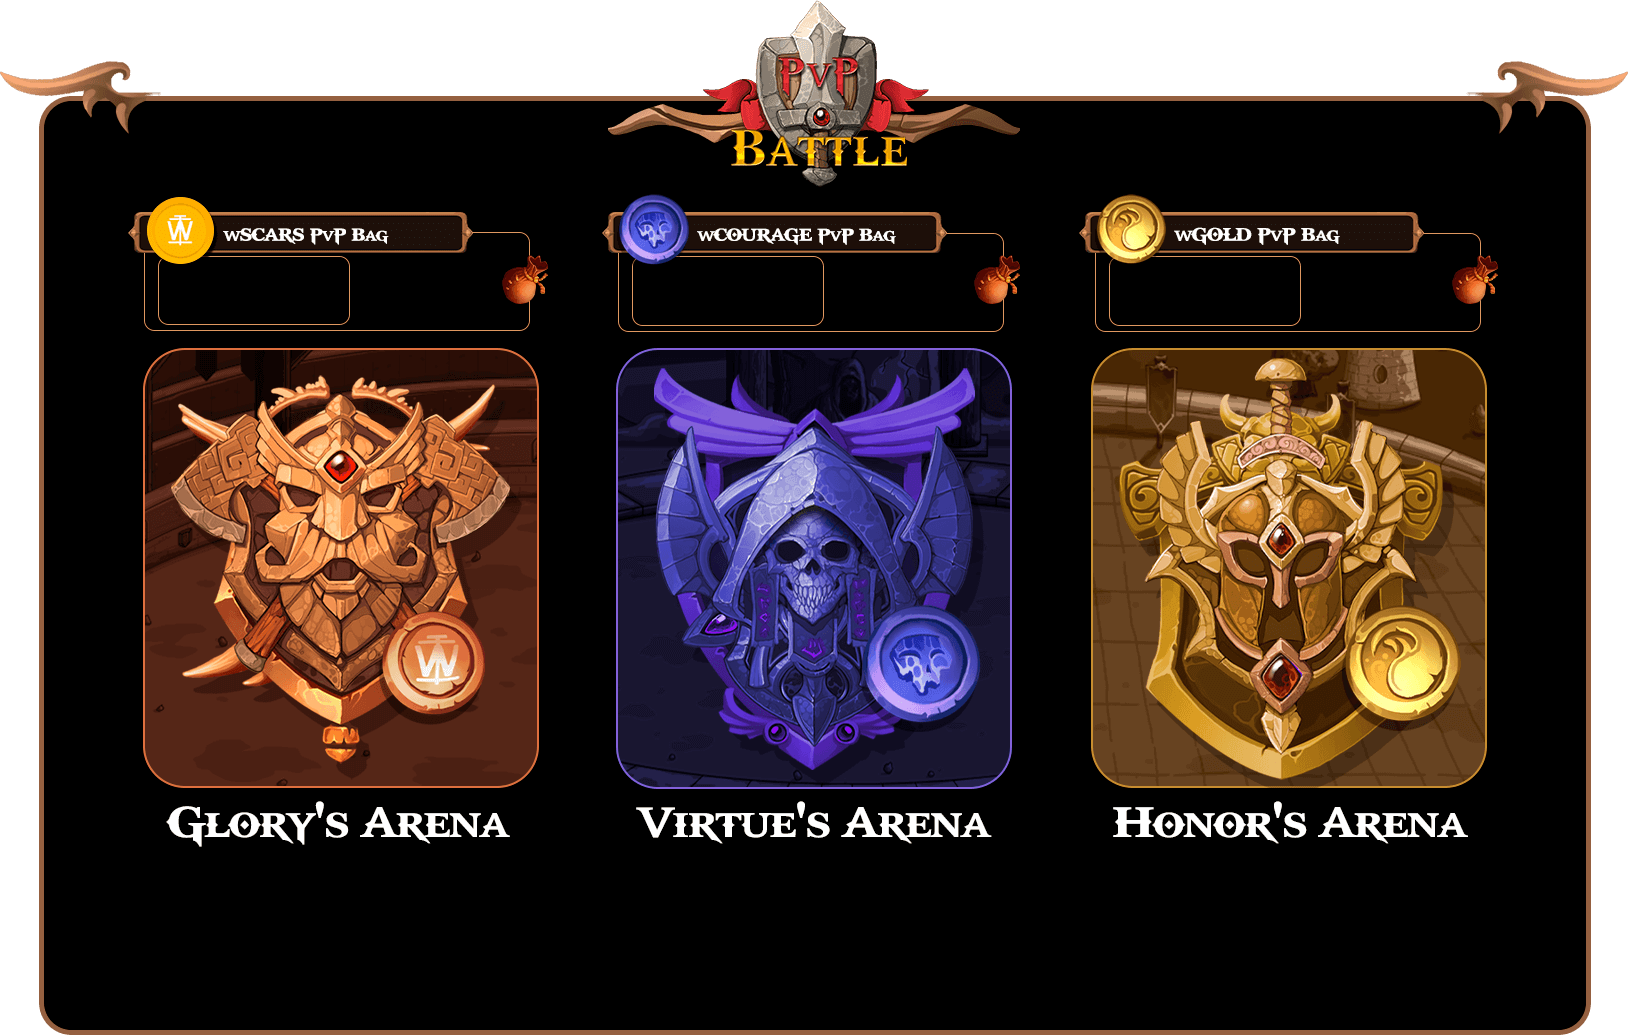 PvP
Battle
wSCARS PvP Bag
wCOURAGE PvP Bag
wGOLD PvP Bag
Glory's Arena
Virtue's Arena
Honor's Arena